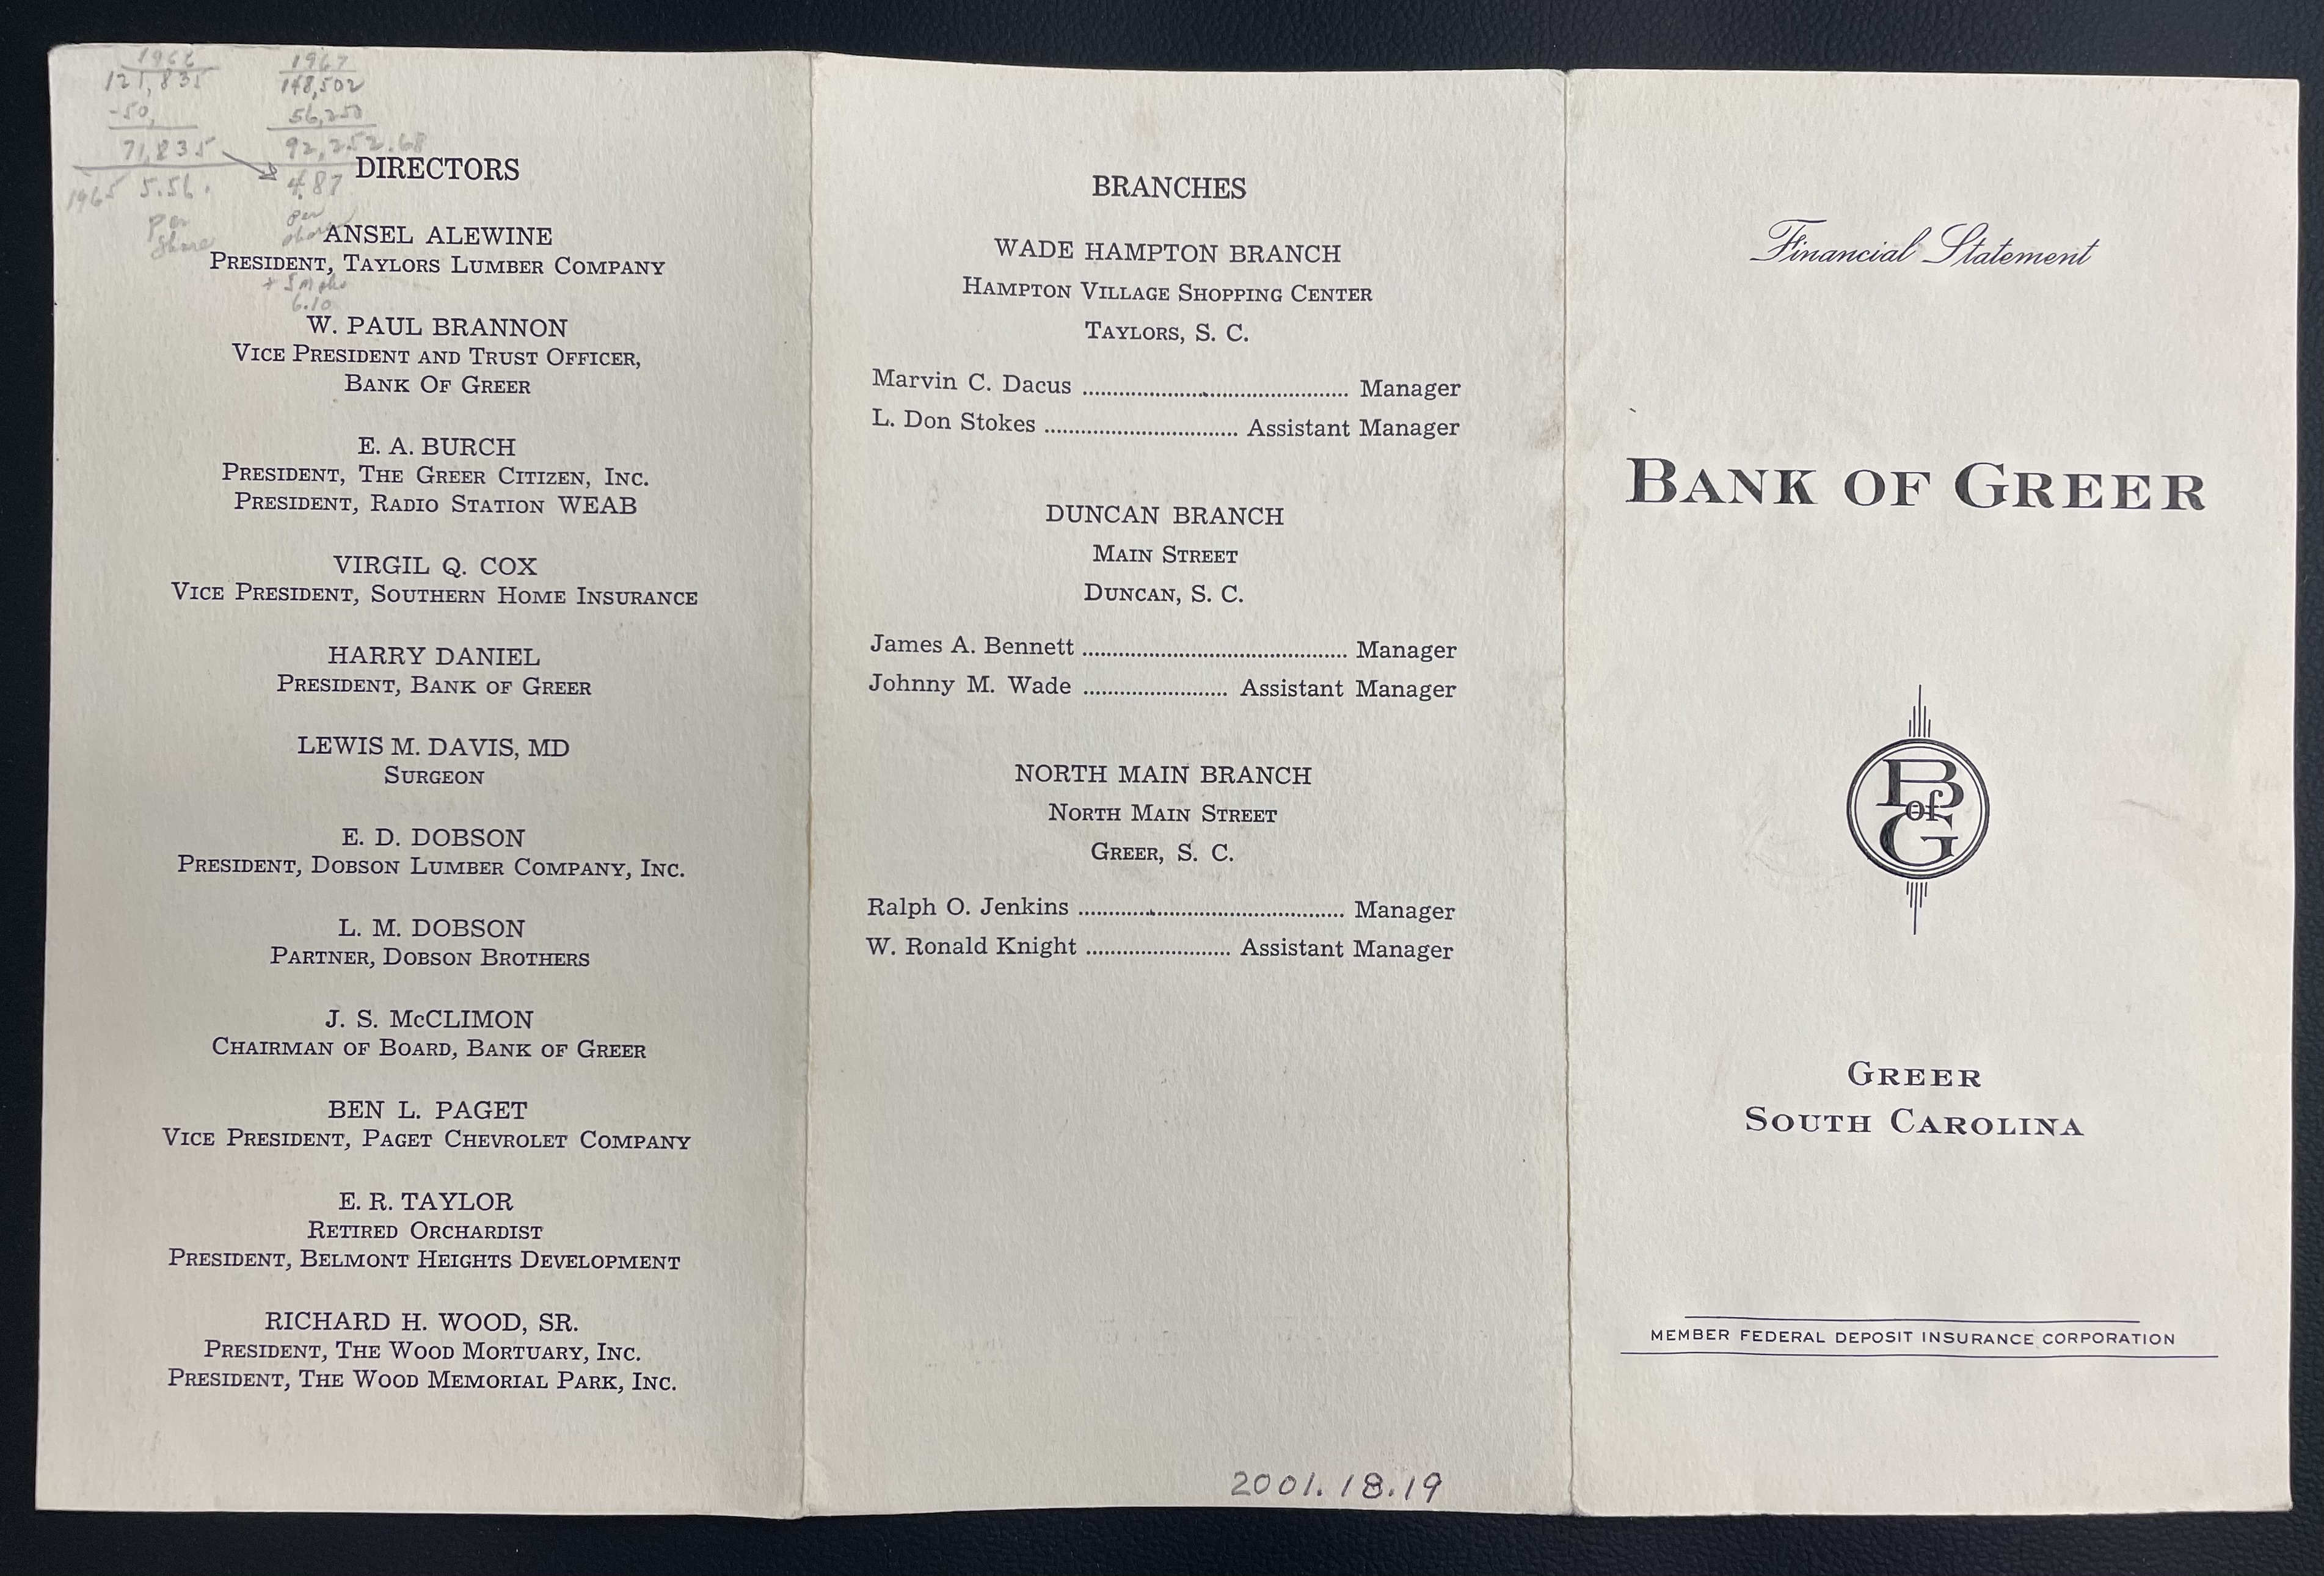 1966 1967
121,835 148,502
-50, 56,250
71,835 92,252.68
1965 5.56 4.87
per share per share
6.10
DIRECTORS
ANSEL ALEWINE
PRESIDENT, TAYLORS LUMBER COMPANY
W. PAUL BRANNON
VICE PRESIDENT AND TRUST OFFICER,
BANK OF GREER
E. A. BURCH
PRESIDENT, THE GREER CITIZEN, INC.
PRESIDENT, RADIO STATION WEAB
VIRGIL Q. COX
VICE PRESIDENT, SOUTHERN HOME INSURANCE
HARRY DANIEL
PRESIDENT, BANK OF GREER
LEWIS M. DAVIS, MD
SURGEON
E. D. DOBSON
PRESIDENT, DOBSON LUMBER COMPANY, INC.
L. M. DOBSON
PARTNER, DOBSON BROTHERS
J. S. McCLIMON
CHAIRMAN OF BOARD, BANK OF GREER
BEN L. PAGET
VICE PRESIDENT, PAGET CHEVROLET COMPANY
E. R. TAYLOR
RETIRED ORCHARDIST
PRESIDENT, BELMONT HEIGHTS DEVELOPMENT
RICHARD H. WOOD, SR.
PRESIDENT, THE WOOD MORTUARY, INC.
PRESIDENT, THE WOOD MEMORIAL PARK, INC.
BRANCHES
WADE HAMPTON BRANCH
HAMPTON VILLAGE SHOPPING CENTER
TAYLORS, S. C.
Marvin C. Dacus ............................................ Manager
L. Don Stokes ................................ Assistant Manager
DUNCAN BRANCH
MAIN STREET
DUNCAN, S. C.
James A. Bennett ............................................ Manager
Johnny M. Wade ........................ Assistant Manager
NORTH MAIN BRANCH
NORTH MAIN STREET
GREER, S. C.
Ralph O. Jenkins ............................................ Manager
W. Ronald Knight ........................ Assistant Manager
2001.18.19
Financial Statement
BANK OF GREER
B of G
GREER
SOUTH CAROLINA
MEMBER FEDERAL DEPOSIT INSURANCE CORPORATION